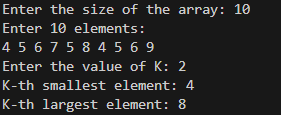 Enter the size of the array: 10
Enter 10 elements:
4 5 6 7 5 8 4 5 6 9
Enter the value of K: 2
K-th smallest element: 4
K-th largest element: 8